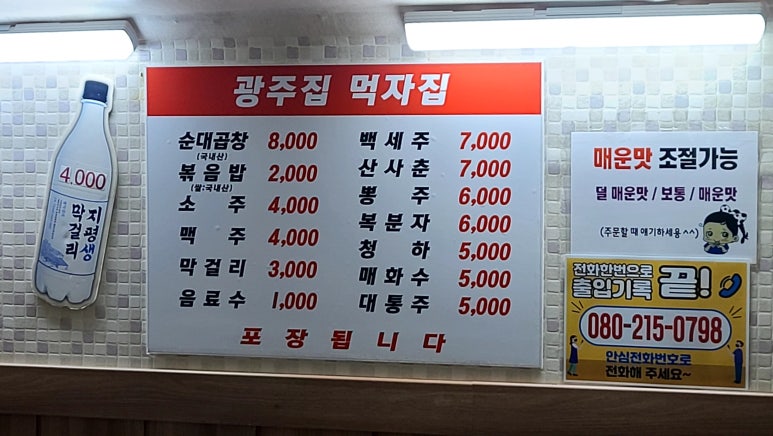 광주집 먹자집
순대곱창 8,000
(국내산)
볶음밥 2,000
(쌀:국내산)
소주 4,000
맥주 4,000
막걸리 3,000
음료수 1,000
백세주 7,000
산사춘 7,000
뽕주 6,000
복분자 6,000
청하 5,000
매화수 5,000
대통주 5,000
포장됩니다
4.000
지평생
막걸리
매운맛 조절가능
덜 매운맛 / 보통 / 매운맛
(주문할 때 얘기하세용 ^^)
전화한번으로
출입기록 끝!
080-215-0798
안심전화번호로
전화해 주세요~